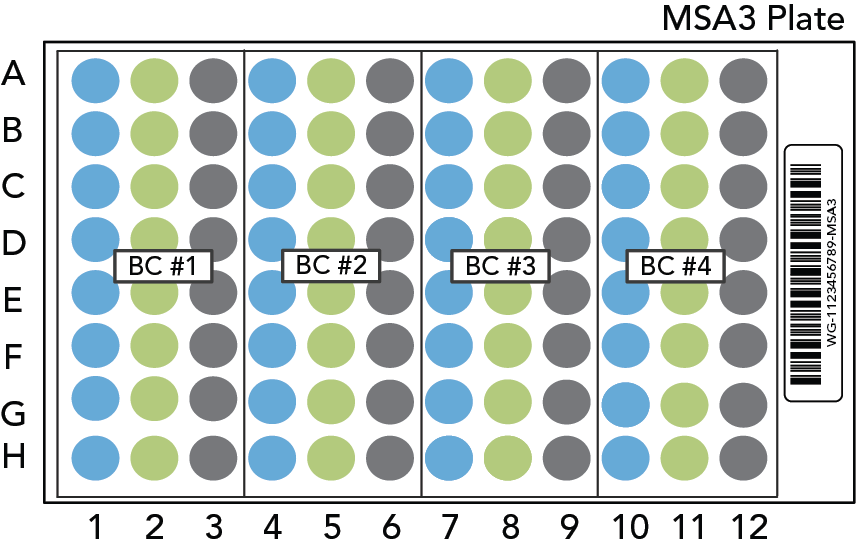 MSA3 Plate
A
B
C
D
BC #1 BC #2 BC #3 BC #4
E
F
G
H
WG-1123456789-MSA3
1 2 3 4 5 6 7 8 9 10 11 12